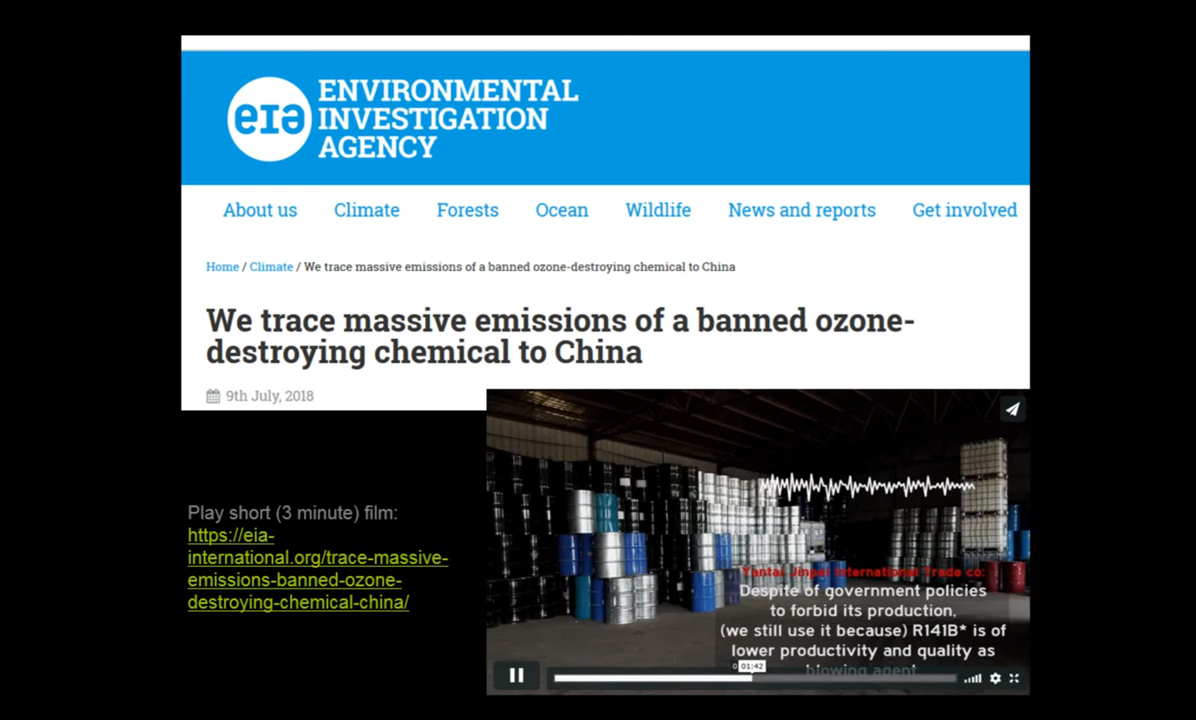 eia
ENVIRONMENTAL
INVESTIGATION
AGENCY
About us Climate Forests Ocean Wildlife News and reports Get involved
Home / Climate / We trace massive emissions of a banned ozone-destroying chemical to China
We trace massive emissions of a banned ozone-
destroying chemical to China
9th July, 2018
Play short (3 minute) film:
https://eia-
international.org/trace-massive-
emissions-banned-ozone-
destroying-chemical-china/
Yantai Jinpai International Trade co:
Despite of government policies
to forbid its production.
(we still use it because) R141B* is of
lower productivity and quality as
blowing agent
01:42